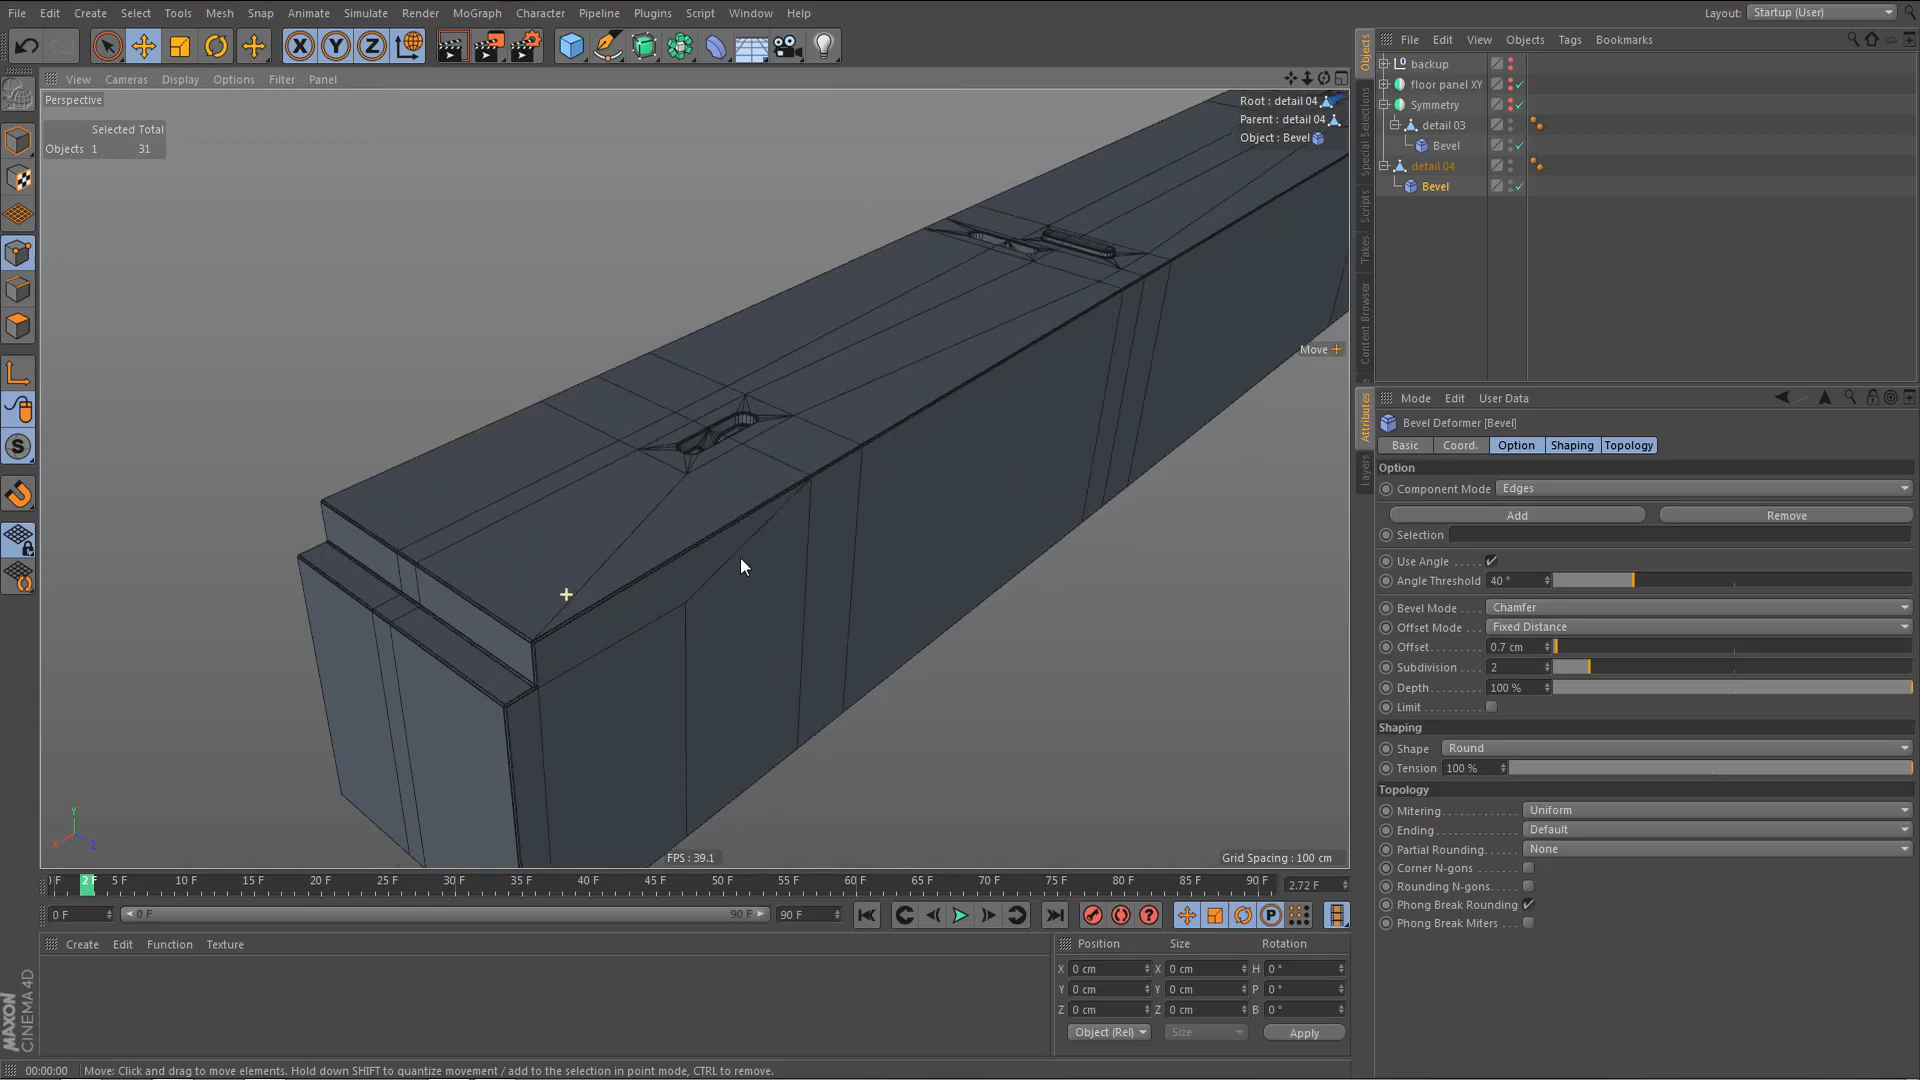 File Edit Create Select Tools Mesh Snap Animate Simulate Render MoGraph Character Pipeline Plugins Script Window Help Layout: Startup (User)
X Y Z
View Cameras Display Options Filter Panel
Perspective
Selected Total
Objects 1 31
Root : detail 04
Parent : detail 04
Object : Bevel
Move
FPS : 39.1
Grid Spacing : 100 cm
Y
X
Z
S
2 F 5 F 10 F 15 F 20 F 25 F 30 F 35 F 40 F 45 F 50 F 55 F 60 F 65 F 70 F 75 F 80 F 85 F 90 F 2.72 F
0 F 0 F 90 F 90 F P
Create Edit Function Texture
Position Size Rotation
X 0 cm X 0 cm H 0 °
Y 0 cm Y 0 cm P 0 °
Z 0 cm Z 0 cm B 0 °
Object (Rel) Size Apply
MAXON
CINEMA 4D
00:00:00 Move: Click and drag to move elements. Hold down SHIFT to quantize movement / add to the selection in point mode, CTRL to remove.
Objects
Special Selections
Scripts
Takes
Content Browser
Attributes
Layers
File Edit View Objects Tags Bookmarks
backup
floor panel XY
Symmetry
detail 03
Bevel
detail 04
Bevel
Mode Edit User Data
Bevel Deformer [Bevel]
Basic Coord. Option Shaping Topology
Option
Component Mode Edges
Add Remove
Selection
Use Angle
Angle Threshold 40 °
Bevel Mode Chamfer
Offset Mode Fixed Distance
Offset 0.7 cm
Subdivision 2
Depth 100 %
Limit
Shaping
Shape Round
Tension 100 %
Topology
Mitering Uniform
Ending Default
Partial Rounding None
Corner N-gons
Rounding N-gons
Phong Break Rounding
Phong Break Miters